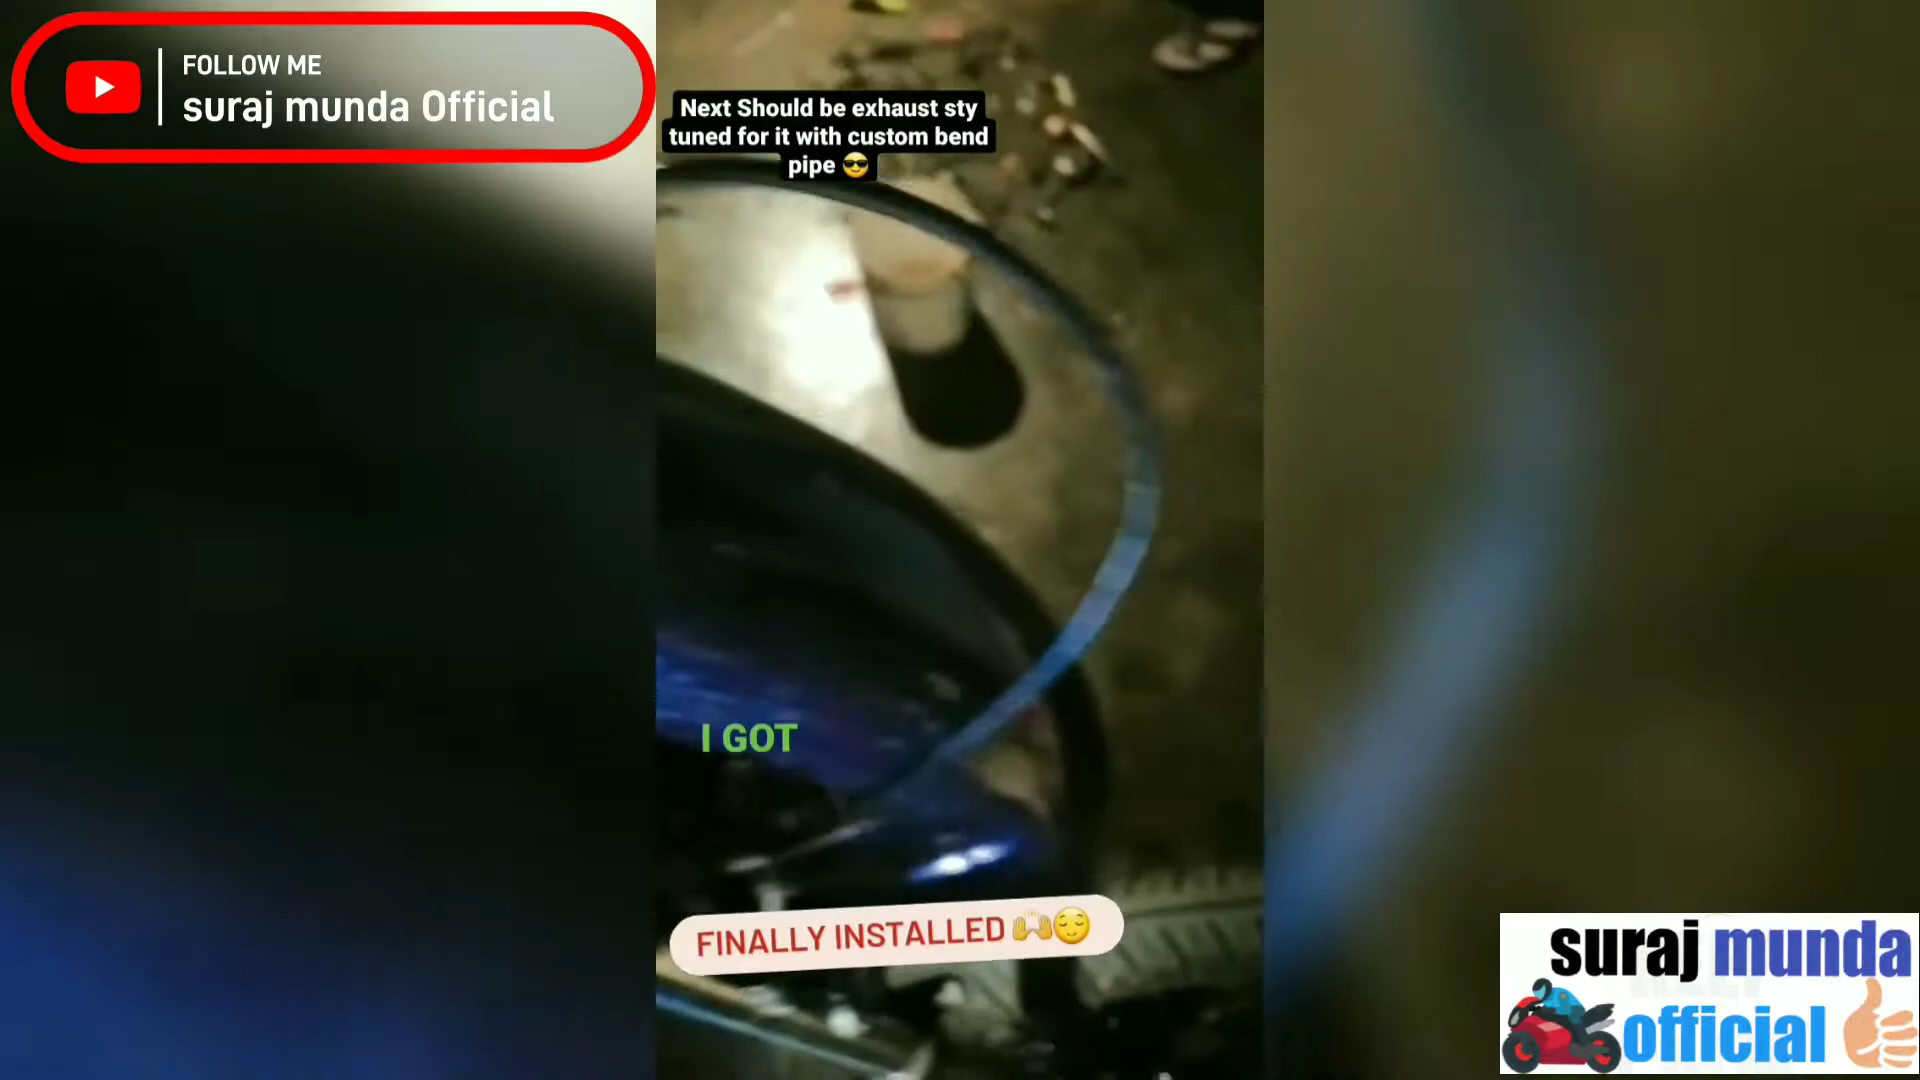 FOLLOW ME
suraj munda Official
Next Should be exhaust sty
tuned for it with custom bend
pipe 😎
I GOT
FINALLY INSTALLED 🙌😌
suraj munda
official